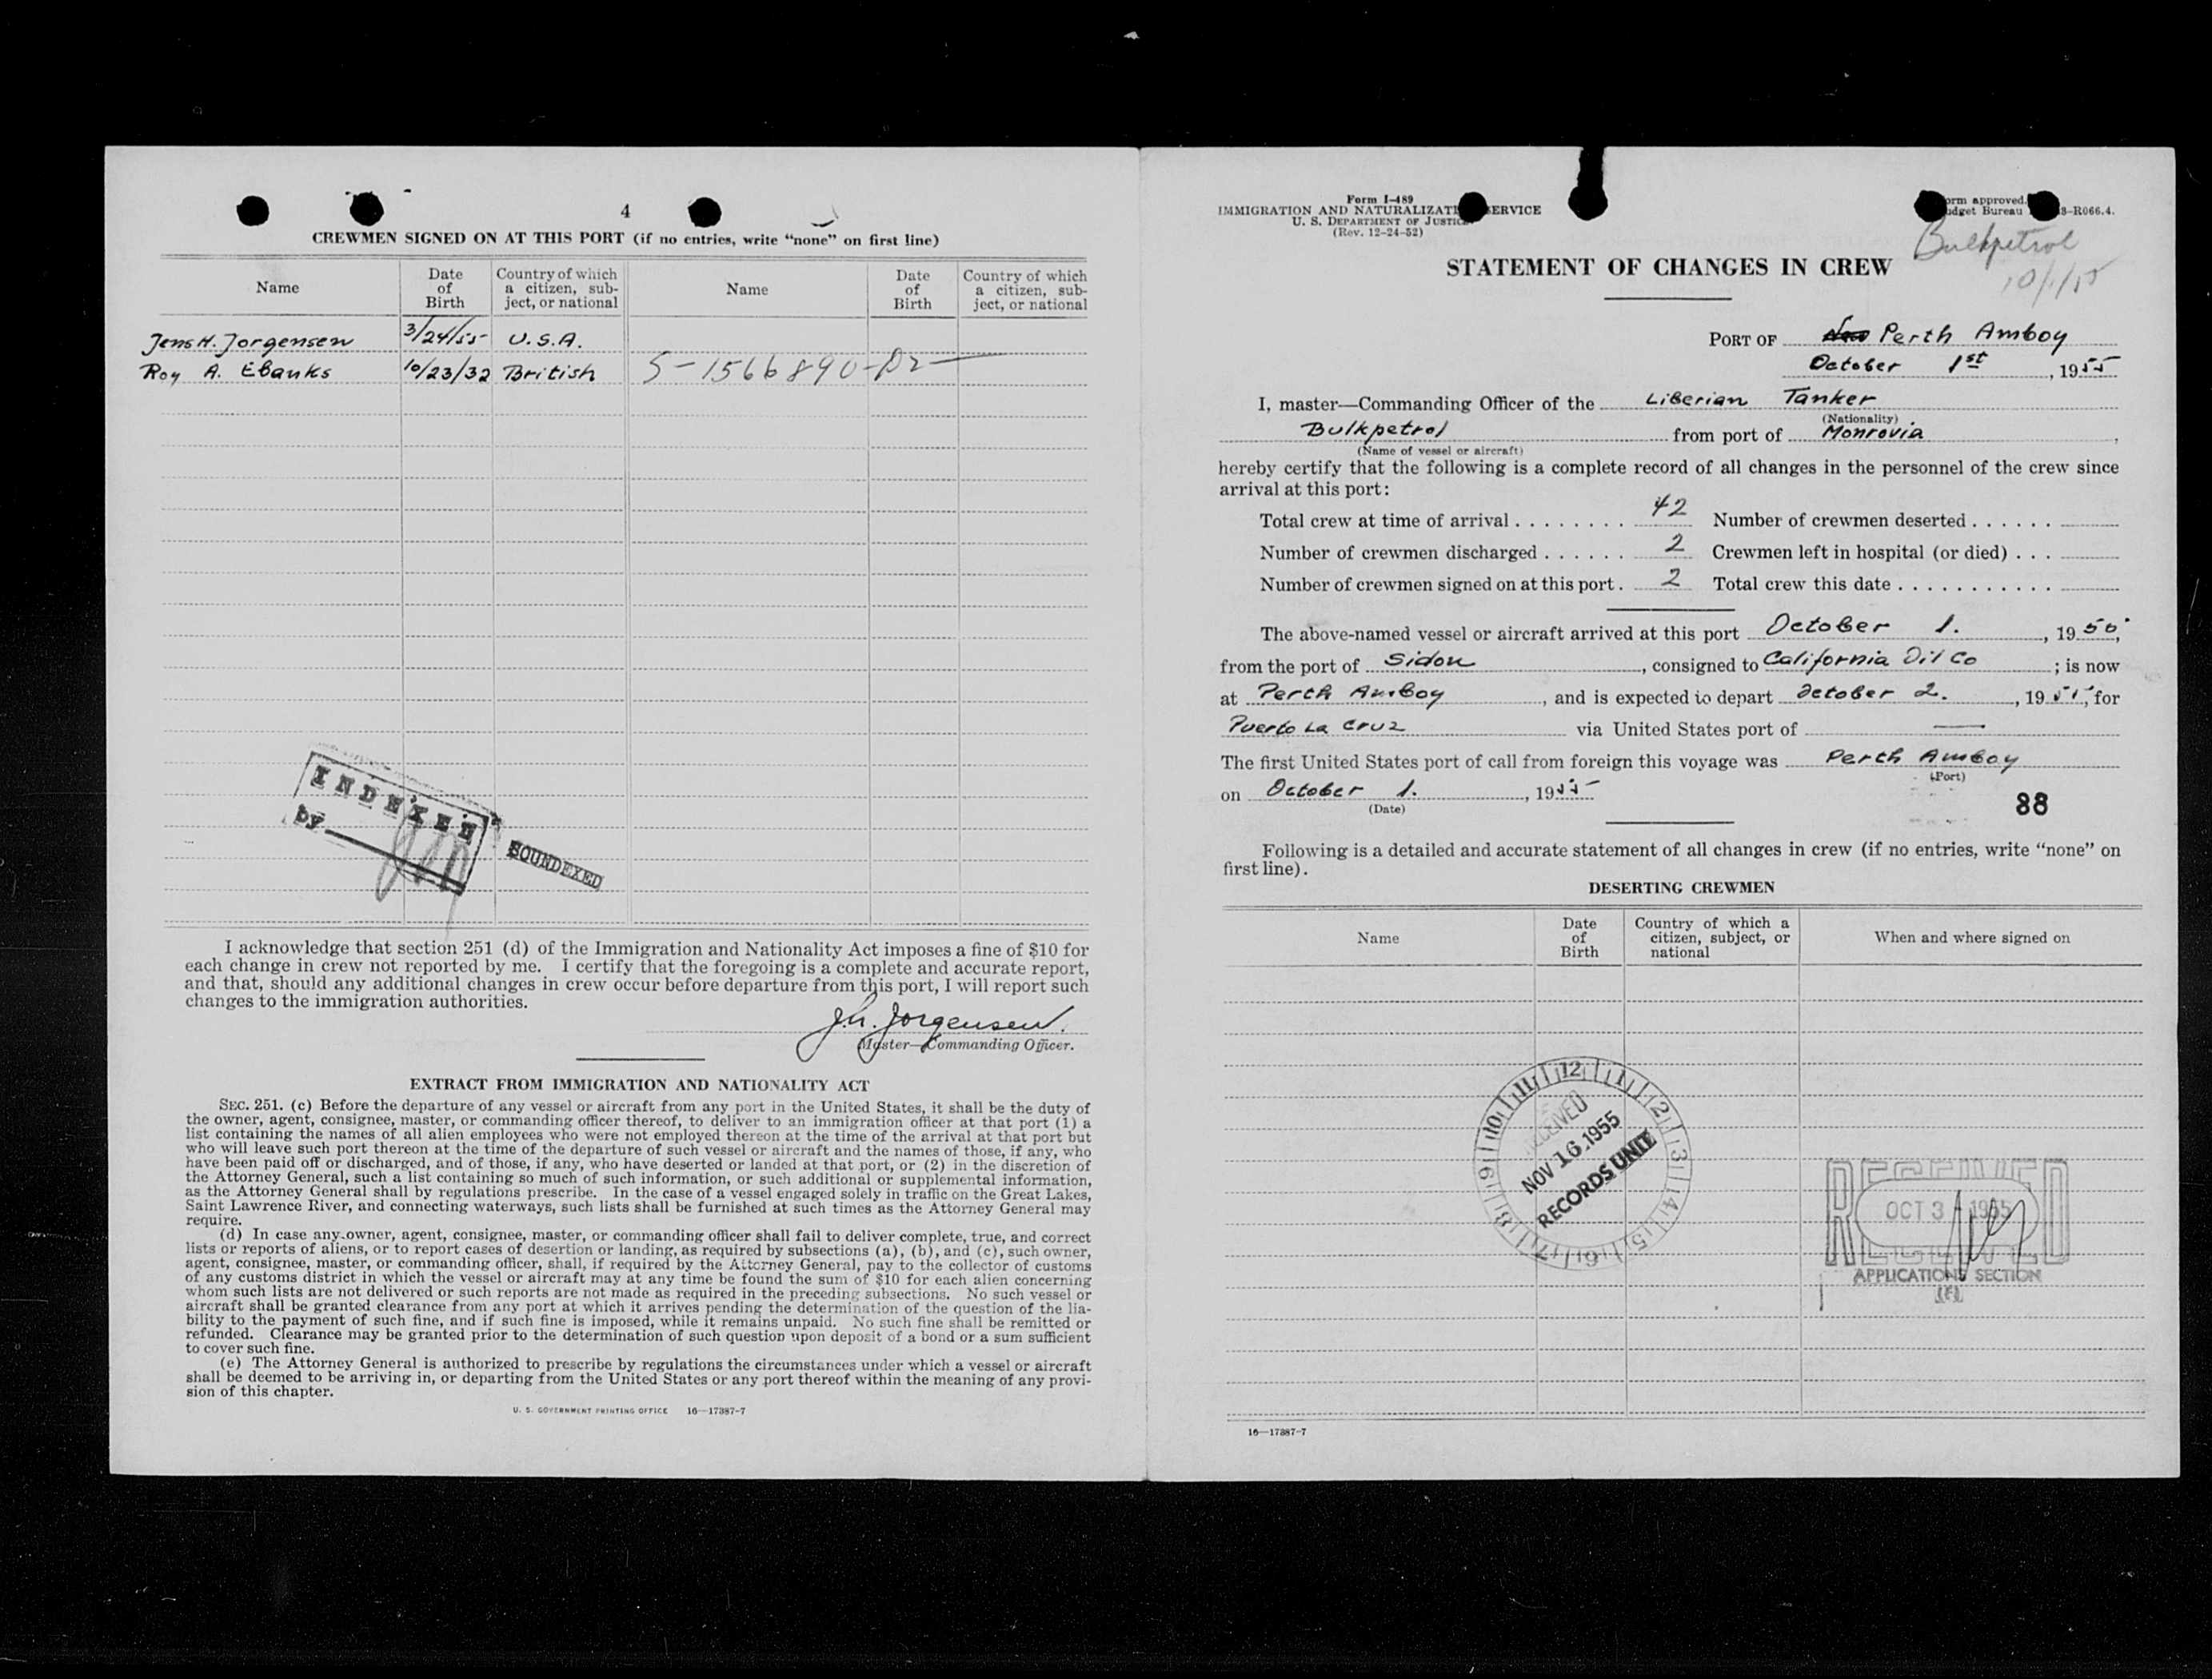 4
CREWMEN SIGNED ON AT THIS PORT (if no entries, write “none” on first line)
Name | Date of Birth | Country of which a citizen, subject, or national | Name | Date of Birth | Country of which a citizen, subject, or national
Jens H. Jorgensen 3/24/55 U.S.A.
Roy A. Ebanks 10/23/32 British S-1566890-D2
INDEXED
by
SOUNDEXED
I acknowledge that section 251 (d) of the Immigration and Nationality Act imposes a fine of $10 for
each change in crew not reported by me. I certify that the foregoing is a complete and accurate report,
and that, should any additional changes in crew occur before departure from this port, I will report such
changes to the immigration authorities.
J.H. Jorgensen.
Master—Commanding Officer.
EXTRACT FROM IMMIGRATION AND NATIONALITY ACT
SEC. 251. (c) Before the departure of any vessel or aircraft from any port in the United States, it shall be the duty of
the owner, agent, consignee, master, or commanding officer thereof, to deliver to an immigration officer at that port (1) a
list containing the names of all alien employees who were not employed thereon at the time of the arrival at that port but
who will leave such port thereon at the time of the departure of such vessel or aircraft and the names of those, if any, who
have been paid off or discharged, and of those, if any, who have deserted or landed at that port, or (2) in the discretion of
the Attorney General, such a list containing so much of such information, or such additional or supplemental information,
as the Attorney General shall by regulations prescribe. In the case of a vessel engaged solely in traffic on the Great Lakes,
Saint Lawrence River, and connecting waterways, such lists shall be furnished at such times as the Attorney General may
require.
(d) In case any owner, agent, consignee, master, or commanding officer shall fail to deliver complete, true, and correct
lists or reports of aliens, or to report cases of desertion or landing, as required by subsections (a), (b), and (c), such owner,
agent, consignee, master, or commanding officer, shall, if required by the Attorney General, pay to the collector of customs
of any customs district in which the vessel or aircraft may at any time be found the sum of $10 for each alien concerning
whom such lists are not delivered or such reports are not made as required in the preceding subsections. No such vessel or
aircraft shall be granted clearance from any port at which it arrives pending the determination of the question of the lia-
bility to the payment of such fine, and if such fine is imposed, while it remains unpaid. No such fine shall be remitted or
refunded. Clearance may be granted prior to the determination of such question upon deposit of a bond or a sum sufficient
to cover such fine.
(e) The Attorney General is authorized to prescribe by regulations the circumstances under which a vessel or aircraft
shall be deemed to be arriving in, or departing from the United States or any port thereof within the meaning of any provi-
sion of this chapter.
U. S. GOVERNMENT PRINTING OFFICE 16—17387-7
Form I-489
IMMIGRATION AND NATURALIZATI ERVICE
U. S. DEPARTMENT OF JUSTIC
(Rev. 12-24-52)
orm approved.
udget Bureau 3-R066.4.
Bulkpetrol
10/1/55
STATEMENT OF CHANGES IN CREW
PORT OF Perth Amboy
October 1st, 1955
I, master—Commanding Officer of the Liberian Tanker
(Nationality)
Bulkpetrol from port of Monrovia,
(Name of vessel or aircraft)
hereby certify that the following is a complete record of all changes in the personnel of the crew since
arrival at this port:
Total crew at time of arrival 42 Number of crewmen deserted
Number of crewmen discharged 2 Crewmen left in hospital (or died)
Number of crewmen signed on at this port. 2 Total crew this date
The above-named vessel or aircraft arrived at this port October 1., 19
from the port of Sidon, consigned to California Oil Co; is now
at Perth Amboy, and is expected to depart October 2., 1955, for
Puerto La Cruz via United States port of —
The first United States port of call from foreign this voyage was Perth Amboy
(Port)
on October 1., 1955
(Date)
88
Following is a detailed and accurate statement of all changes in crew (if no entries, write “none” on
first line).
DESERTING CREWMEN
Name | Date of Birth | Country of which a citizen, subject, or national | When and where signed on
12 1 2 3 4 5 6 7 8 9 10 11
RECEIVED
NOV 16 1955
RECORDS UNIT
RECEIVED
OCT 3 - 1955
RECEIVED
APPLICATIONS SECTION
16—17387-7